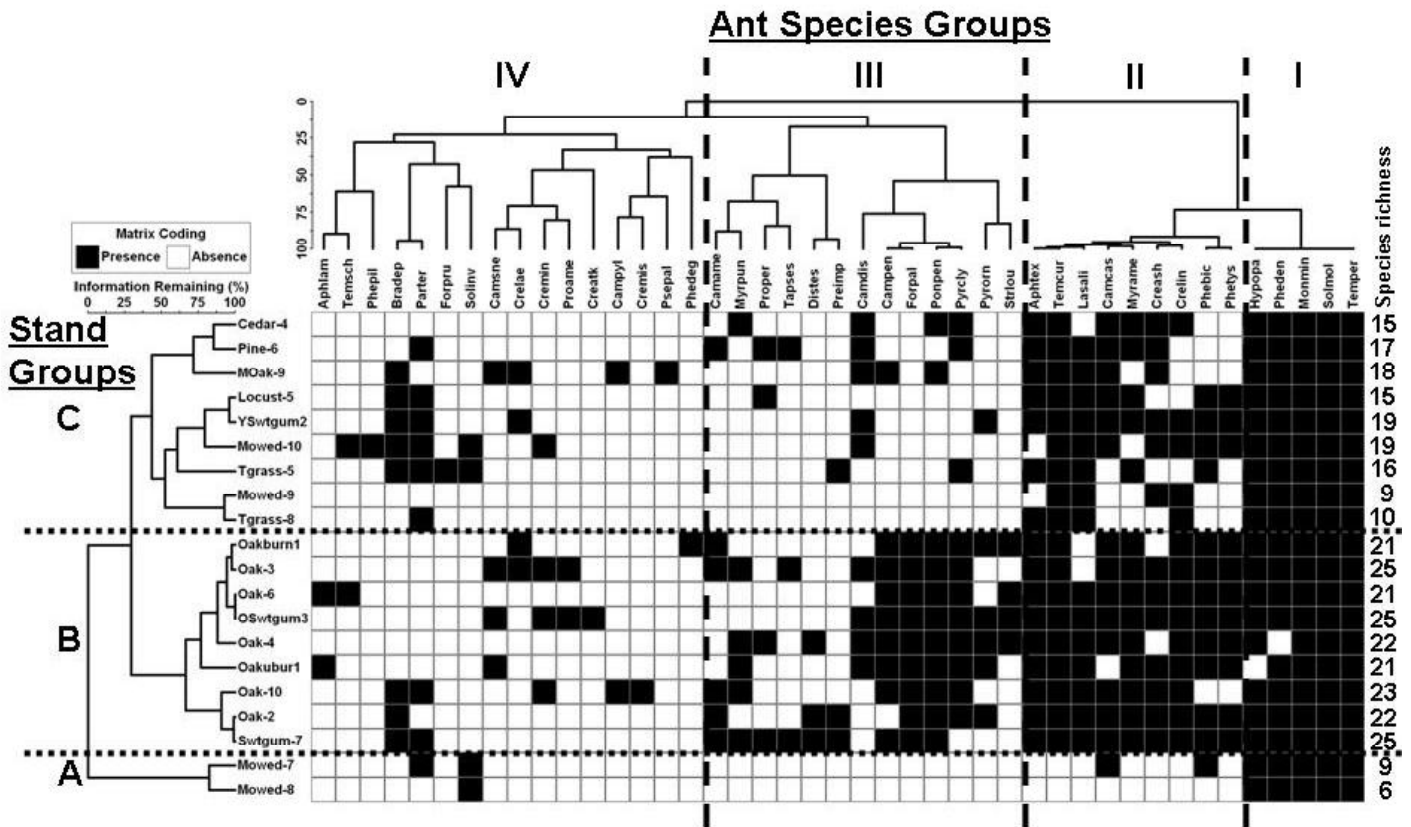 Ant Species Groups
IV III II I
0
25
50
75
100
Species richness
Matrix Coding
Presence Absence
Information Remaining (%)
0 25 50 75 100
Aphlam Temsch Phepil Bradep Parter Forpru Solinv Camsne Crelae Cremin Proame Creatk Campyl Cremis Psepal Phedeg Camame Myrpun Proper Tapses Distes Preimp Camdis Campen Forpal Ponpen Pyrcly Pyrorn Strlou Aphtex Temcur Lasali Camcas Myrame Creash Crelin Phebic Phetys Hypopa Pheden Monmin Solmol Temper
Stand
Groups
Cedar-4 15
Pine-6 17
MOak-9 18
C
Locust-5 15
YSwtgum2 19
Mowed-10 19
Tgrass-5 16
Mowed-9 9
Tgrass-8 10
Oakburn1 21
Oak-3 25
Oak-6 21
OSwtgum3 25
B
Oak-4 22
Oakubur1 21
Oak-10 23
Oak-2 22
Swtgum-7 25
A
Mowed-7 9
Mowed-8 6